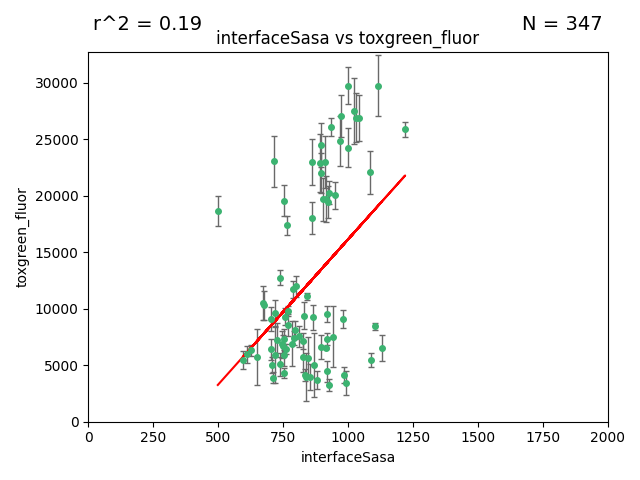 r^2 = 0.19
N = 347
interfaceSasa vs toxgreen_fluor
30000
25000
20000
15000
10000
5000
0
toxgreen_fluor
0 250 500 750 1000 1250 1500 1750 2000
interfaceSasa